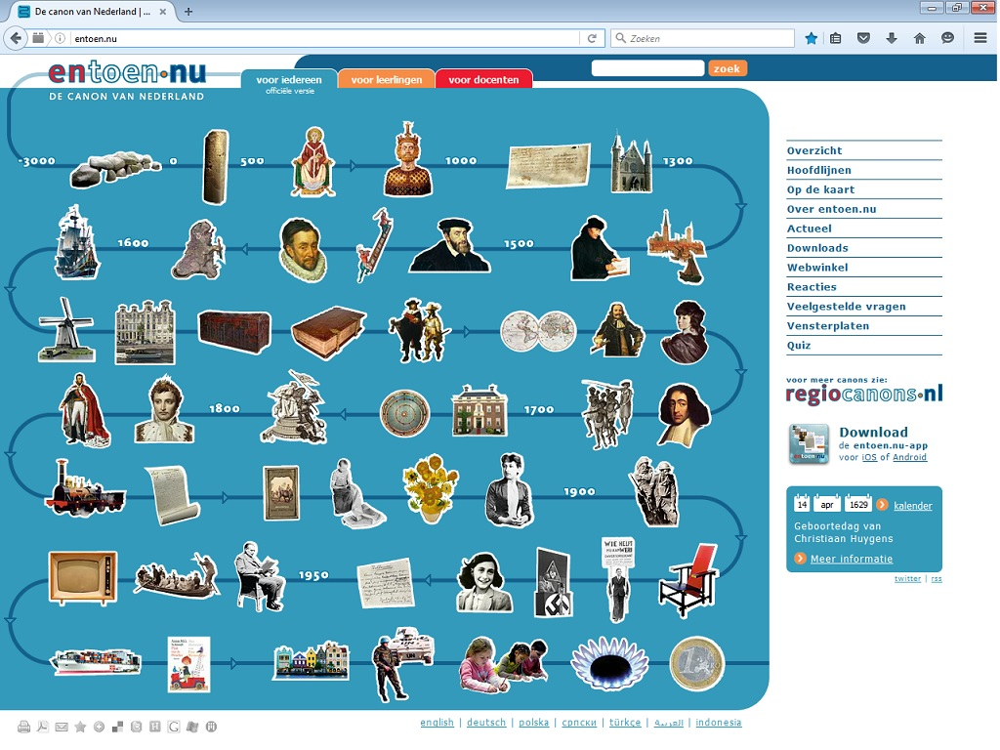 De canon van Nederland | ...
entoen.nu
Zoeken
entoen.nu
DE CANON VAN NEDERLAND
voor iedereen
officiële versie
voor leerlingen
voor docenten
zoek
-3000
0
500
1000
1300
1600
1500
1800
1700
1900
1950
WIE HELPT
Overzicht
Hoofdlijnen
Op de kaart
Over entoen.nu
Actueel
Downloads
Webwinkel
Reacties
Veelgestelde vragen
Vensterplaten
Quiz
voor meer canons zie:
regiocanons.nl
entoen.nu
Download
de entoen.nu-app
voor iOS of Android
14 apr 1629 kalender
Geboortedag van
Christiaan Huygens
Meer informatie
twitter | rss
english | deutsch | polska | српски | türkçe | العربية | indonesia